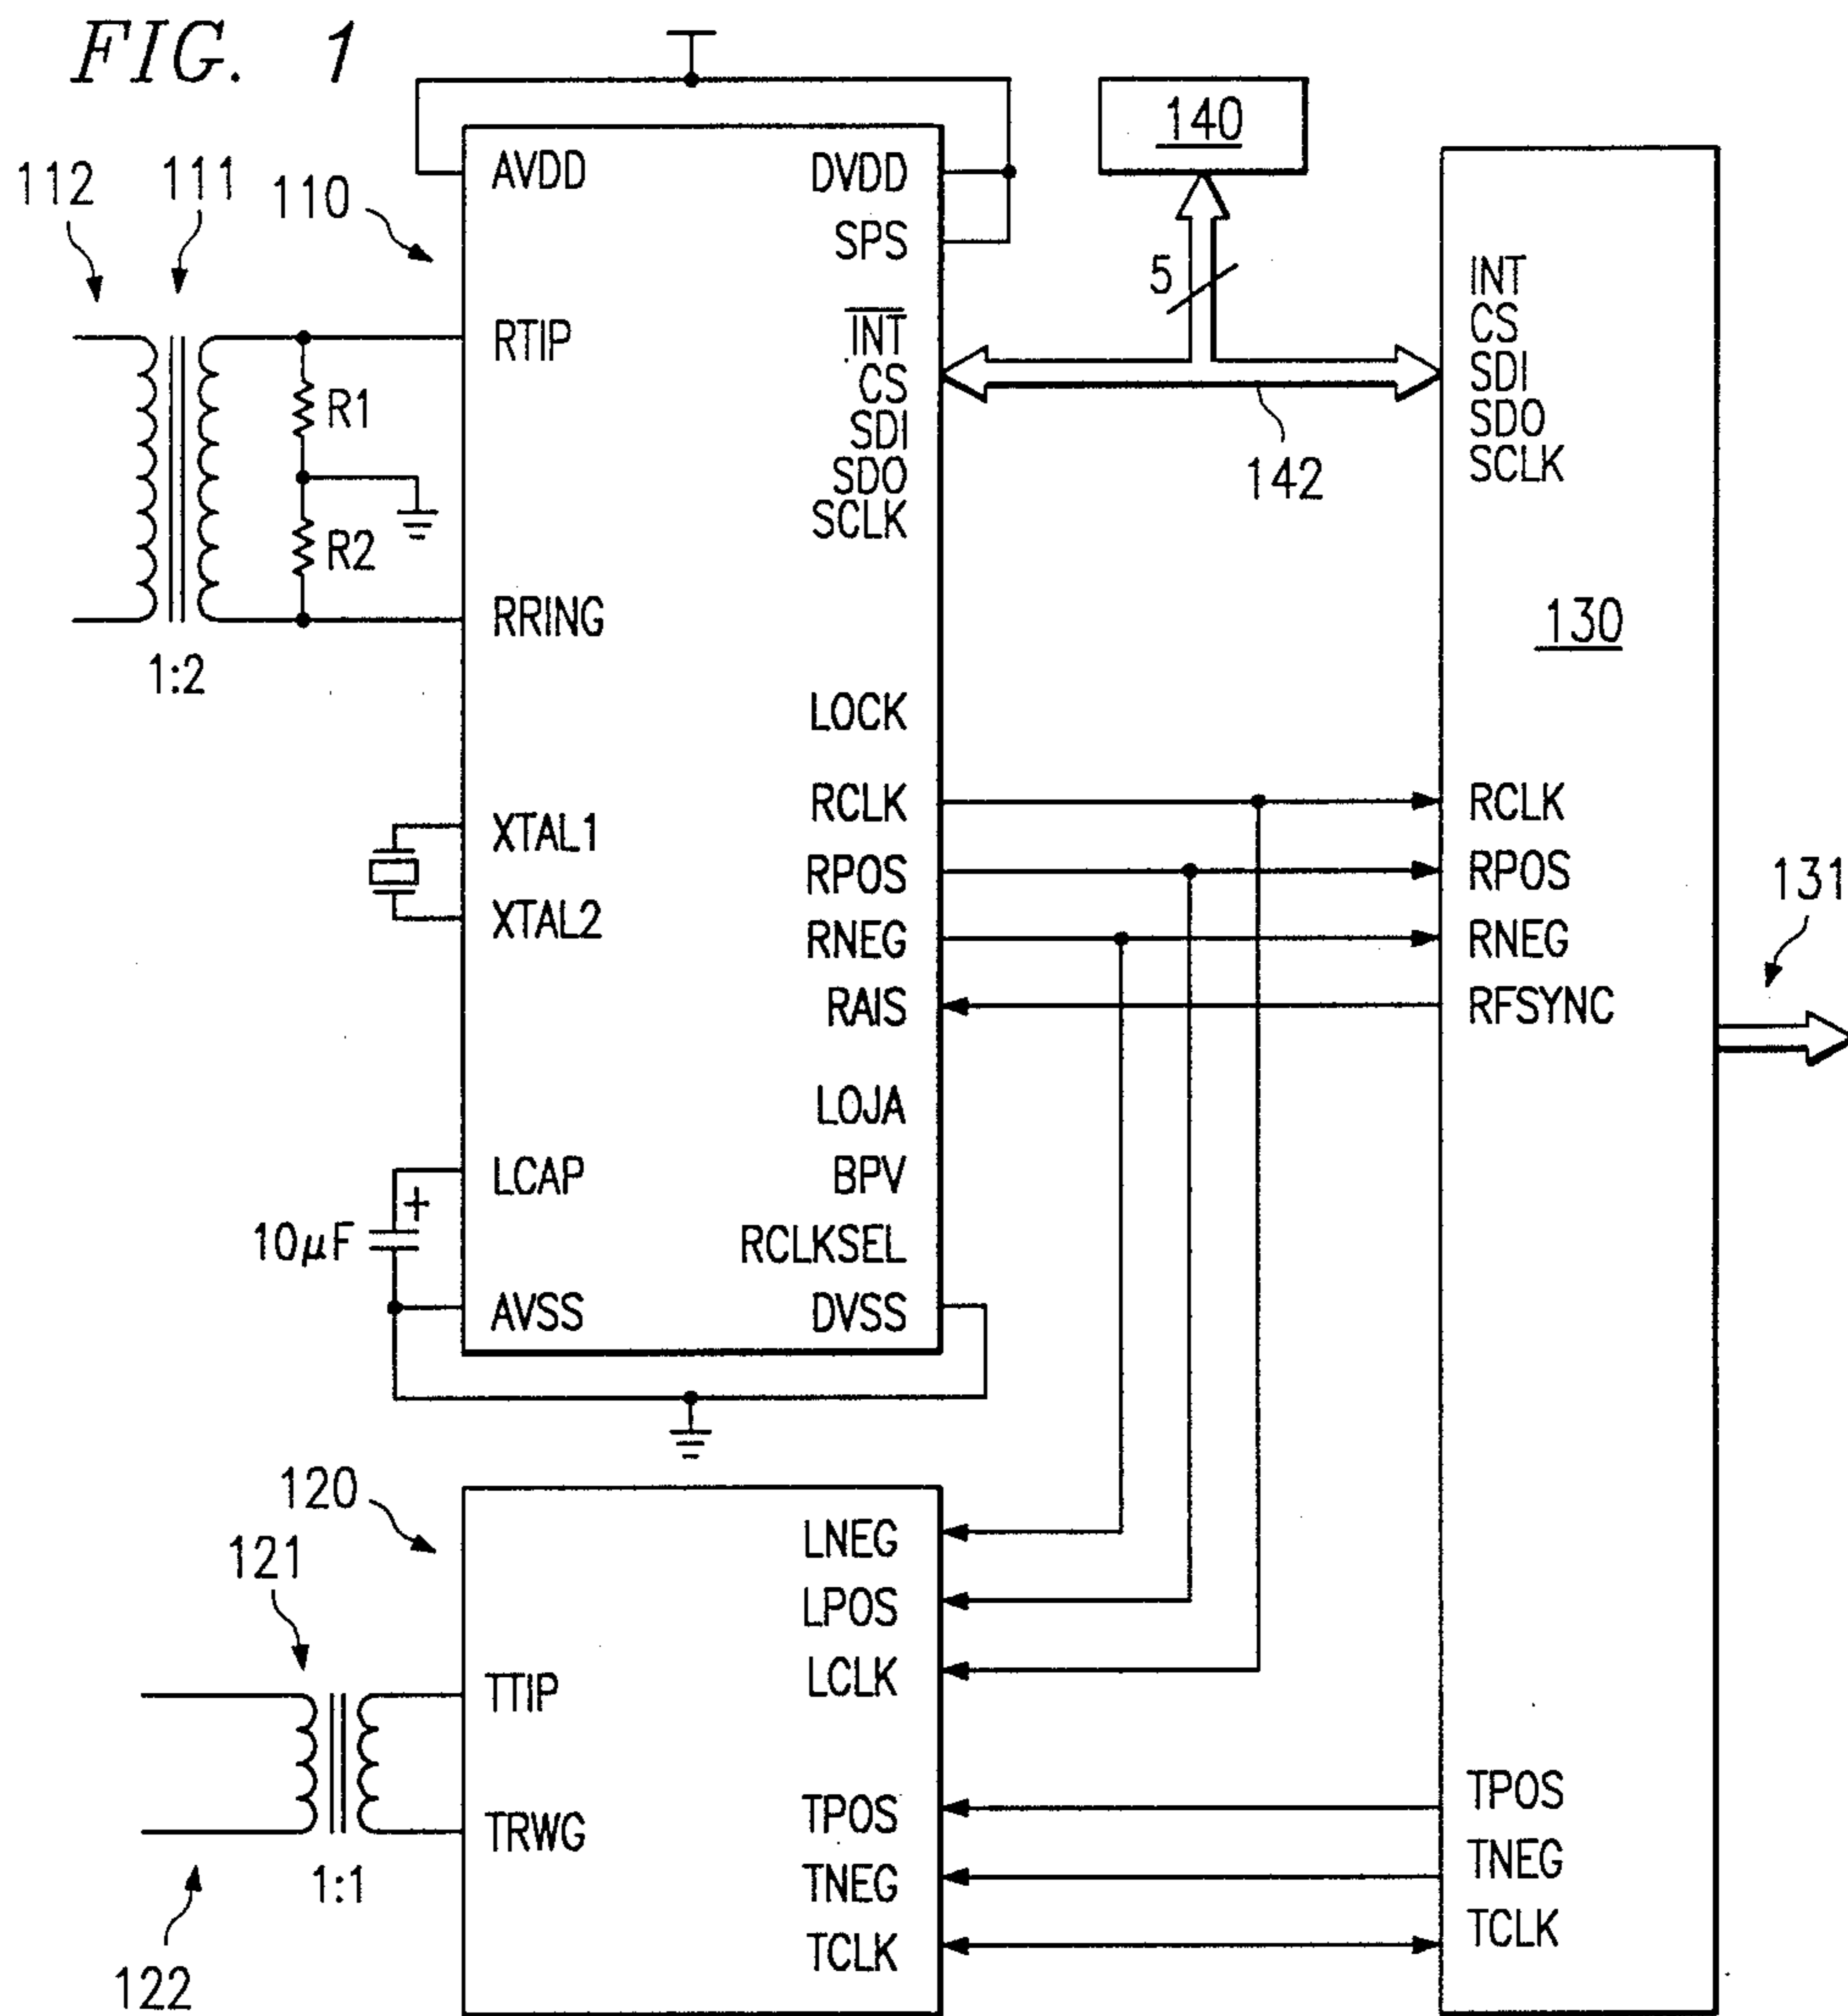 FIG. 1
112
111
110
AVDD
DVDD
SPS
140
5
RTIP
R1
R2
RRING
1:2
INT
CS
SDI
SDO
SCLK
142
INT
CS
SDI
SDO
SCLK
130
LOCK
XTAL1
XTAL2
RCLK
RPOS
RNEG
RAIS
RCLK
RPOS
RNEG
RFSYNC
131
LOJA
LCAP
BPV
+
10µF
RCLKSEL
AVSS
DVSS
120
121
LNEG
LPOS
LCLK
TTIP
TRWG
1:1
122
TPOS
TNEG
TCLK
TPOS
TNEG
TCLK